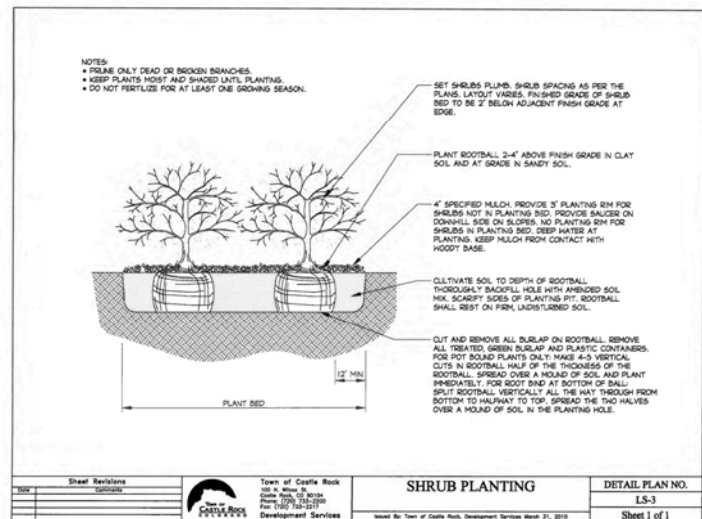 NOTES:
• PRUNE ONLY DEAD OR BROKEN BRANCHES.
• KEEP PLANTS MOIST AND SHADED UNTIL PLANTING.
• DO NOT FERTILIZE FOR AT LEAST ONE GROWING SEASON.
SET SHRUBS PLUMB. SHRUB SPACING AS PER THE
PLANS. LAYOUT VARIES. FINISHED GRADE OF SHRUB
BED TO BE 2" BELOW ADJACENT FINISH GRADE AT
EDGE.
PLANT ROOTBALL 2-4" ABOVE FINISH GRADE IN CLAY
SOIL AND AT GRADE IN SANDY SOIL.
4" SPECIFIED MULCH. PROVIDE 3" PLANTING RIM FOR
SHRUBS NOT IN PLANTING BED. PROVIDE SAUCER ON
DOWNHILL SIDE ON SLOPES. NO PLANTING RIM FOR
SHRUBS IN PLANTING BED. DEEP WATER AT
PLANTING. KEEP MULCH FROM CONTACT WITH
WOODY BASE.
CULTIVATE SOIL TO DEPTH OF ROOTBALL
THOROUGHLY BACKFILL HOLE WITH AMENDED SOIL
MIX. SCARIFY SIDES OF PLANTING PIT. ROOTBALL
SHALL REST ON FIRM, UNDISTURBED SOIL.
CUT AND REMOVE ALL BURLAP ON ROOTBALL. REMOVE
ALL TREATED, GREEN BURLAP AND PLASTIC CONTAINERS.
FOR POT BOUND PLANTS ONLY: MAKE 4-5 VERTICAL
CUTS IN ROOTBALL HALF OF THE THICKNESS OF THE
ROOTBALL. SPREAD OVER A MOUND OF SOIL AND PLANT
IMMEDIATELY. FOR ROOT BIND AT BOTTOM OF BALL:
SPLIT ROOTBALL VERTICALLY ALL THE WAY THROUGH FROM
BOTTOM TO HALFWAY TO TOP. SPREAD THE TWO HALVES
OVER A MOUND OF SOIL IN THE PLANTING HOLE.
12" MIN
PLANT BED
Sheet Revisions
Date Comments
Town of
CASTLE ROCK
COLORADO
Town of Castle Rock
100 N. Wilcox St.
Castle Rock, CO 80104
Phone: (720) 733-2200
Fax: (720) 733-2217
Development Services
SHRUB PLANTING
Issued By: Town of Castle Rock, Development Services March 31, 2010
DETAIL PLAN NO.
LS-3
Sheet 1 of 1